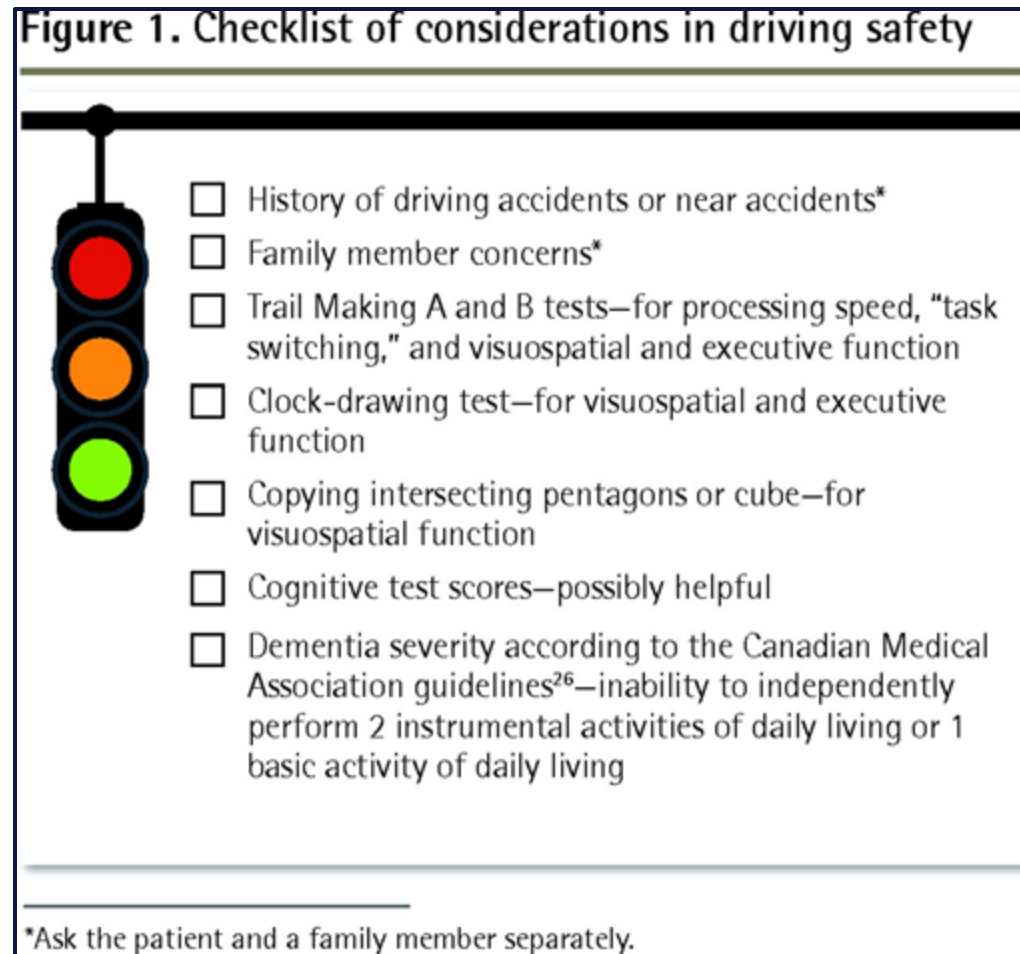 Figure 1. Checklist of considerations in driving safety
History of driving accidents or near accidents*
Family member concerns*
Trail Making A and B tests—for processing speed, “task
switching,” and visuospatial and executive function
Clock-drawing test—for visuospatial and executive
function
Copying intersecting pentagons or cube—for
visuospatial function
Cognitive test scores—possibly helpful
Dementia severity according to the Canadian Medical
Association guidelines²⁶—inability to independently
perform 2 instrumental activities of daily living or 1
basic activity of daily living
*Ask the patient and a family member separately.